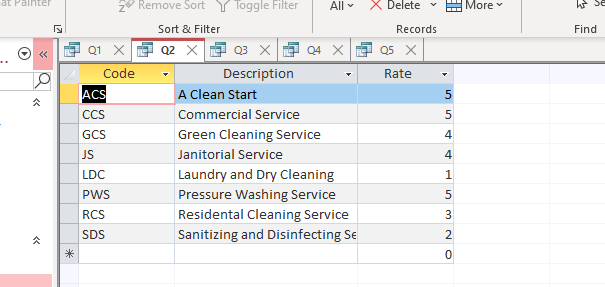 at Painter
Remove Sort
Toggle Filter
All
Delete
More
Sort & Filter
Records
Find
Q1
Q2
Q3
Q4
Q5
Code Description Rate
ACS A Clean Start 5
CCS Commercial Service 5
GCS Green Cleaning Service 4
JS Janitorial Service 4
LDC Laundry and Dry Cleaning 1
PWS Pressure Washing Service 5
RCS Residental Cleaning Service 3
SDS Sanitizing and Disinfecting Se 2
0